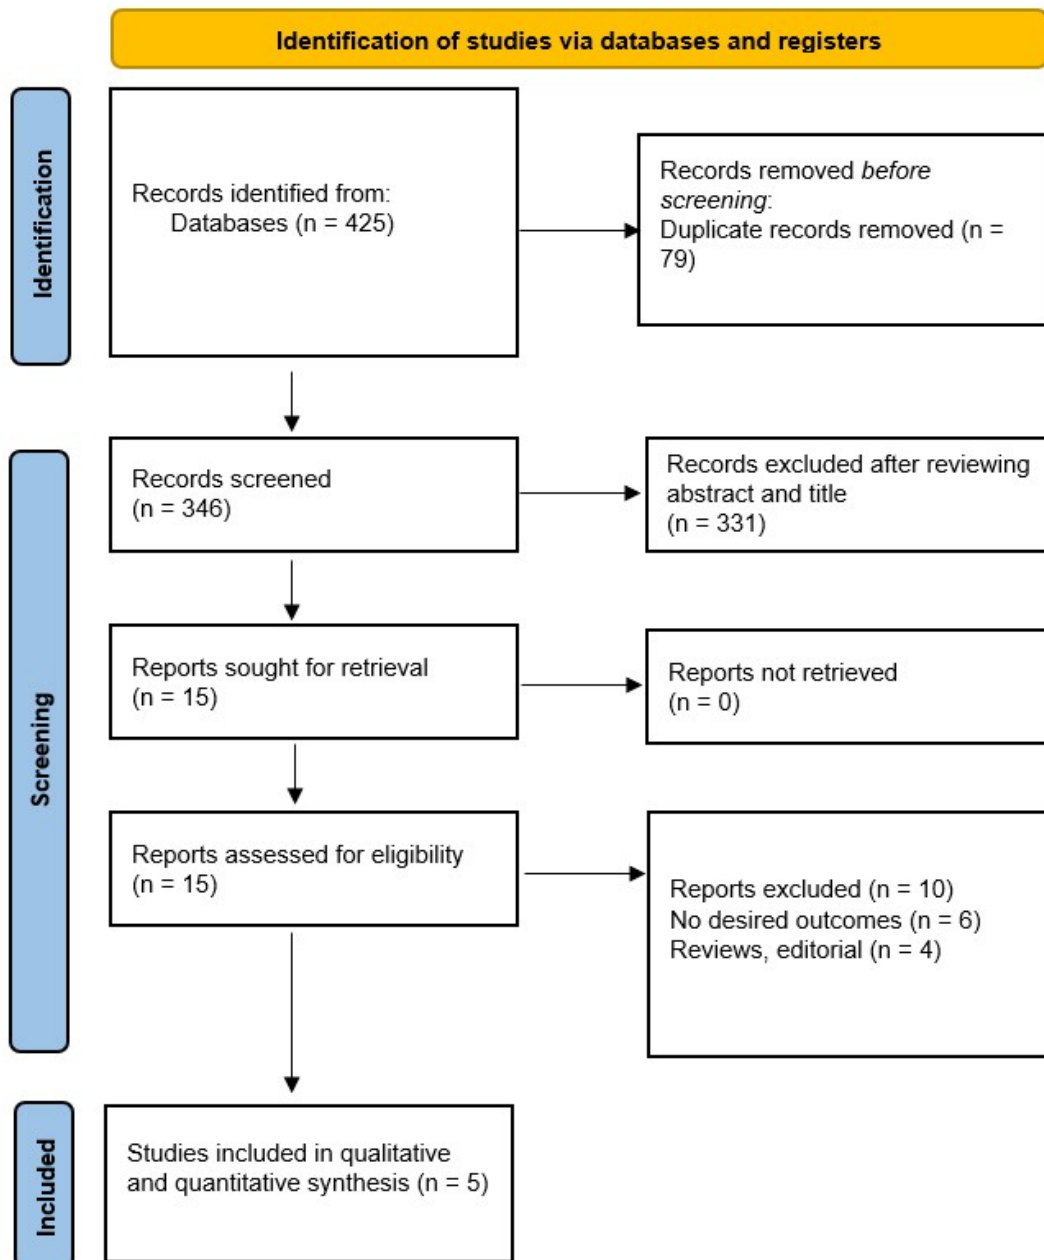 Identification of studies via databases and registers
Identification
Records identified from:
Databases (n = 425)
Records removed before
screening:
Duplicate records removed (n =
79)
Screening
Records screened
(n = 346)
Records excluded after reviewing
abstract and title
(n = 331)
Reports sought for retrieval
(n = 15)
Reports not retrieved
(n = 0)
Reports assessed for eligibility
(n = 15)
Reports excluded (n = 10)
No desired outcomes (n = 6)
Reviews, editorial (n = 4)
Included
Studies included in qualitative
and quantitative synthesis (n = 5)